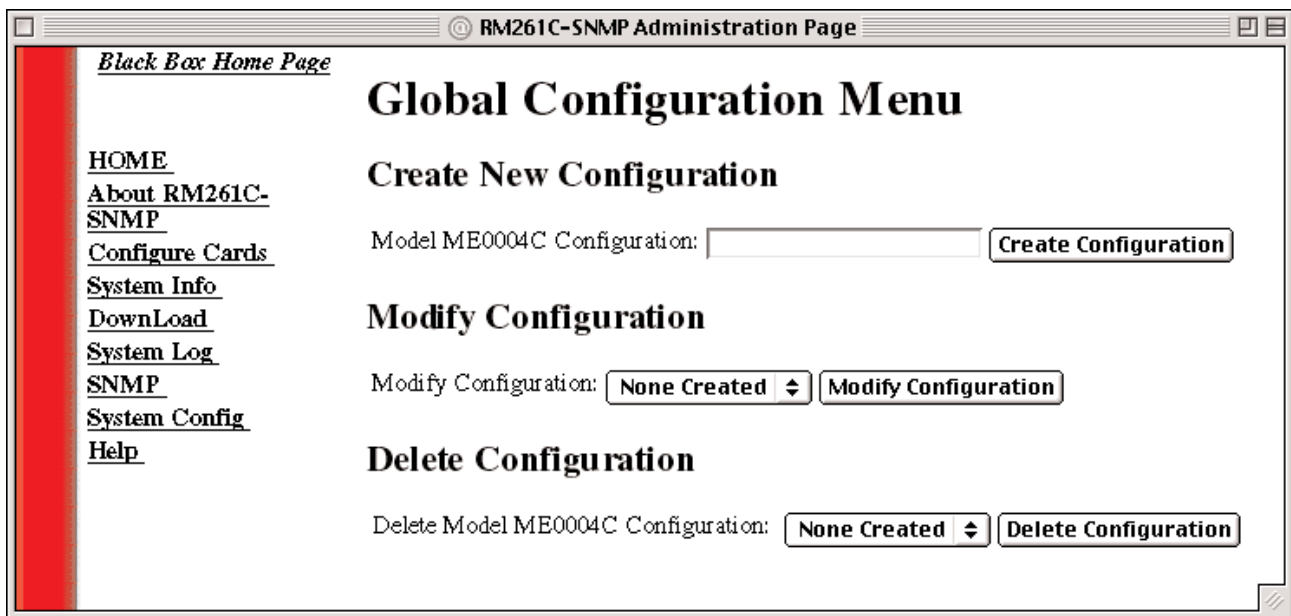 RM261C-SNMP Administration Page
Black Box Home Page
HOME
About RM261C-
SNMP
Configure Cards
System Info
DownLoad
System Log
SNMP
System Config
Help
Global Configuration Menu
Create New Configuration
Model ME0004C Configuration: Create Configuration
Modify Configuration
Modify Configuration: None Created Modify Configuration
Delete Configuration
Delete Model ME0004C Configuration: None Created Delete Configuration